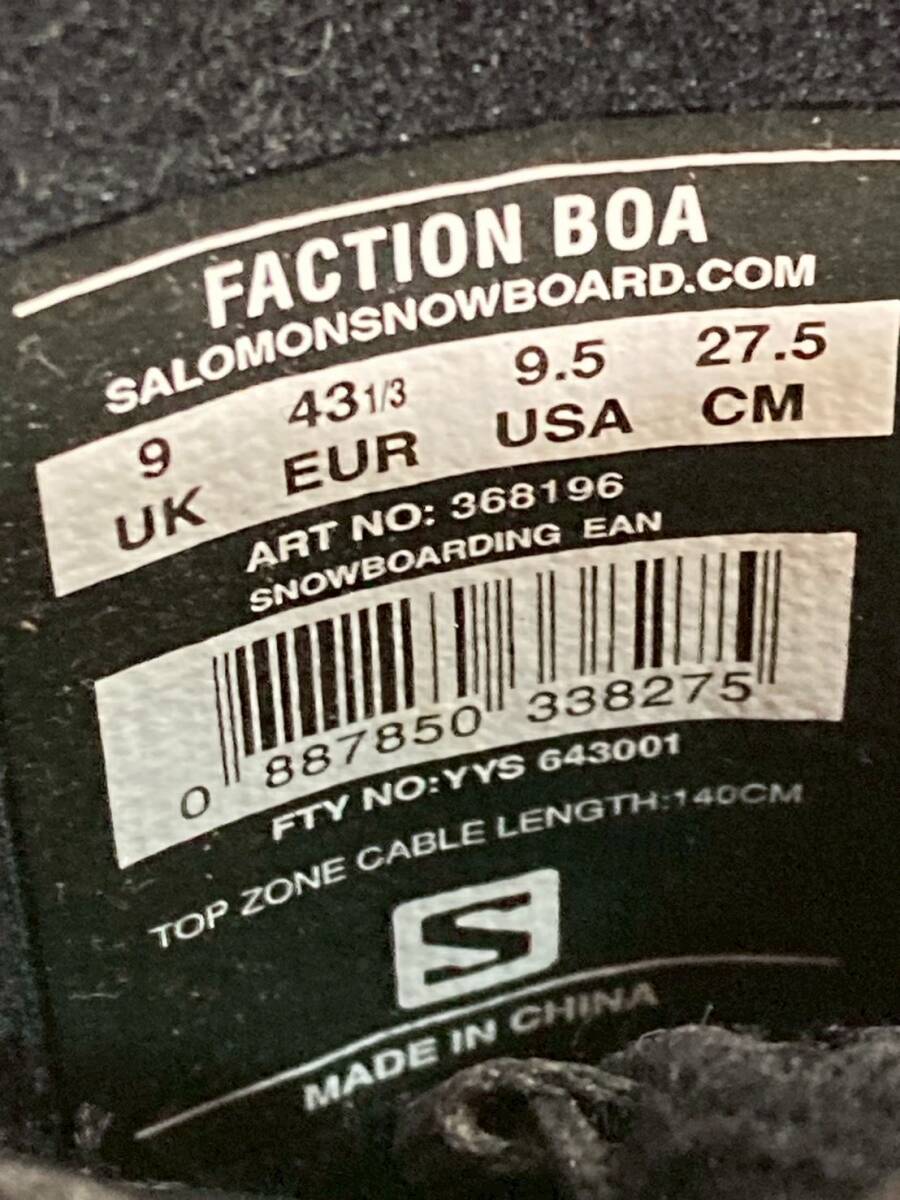 FACTION BOA
SALOMONSNOWBOARD.COM
9 43 1/3 9.5 27.5
UK EUR USA CM
ART NO: 368196
SNOWBOARDING EAN
0 887850 338275
FTY NO:YYS 643001
TOP ZONE CABLE LENGTH:140CM
S
MADE IN CHINA